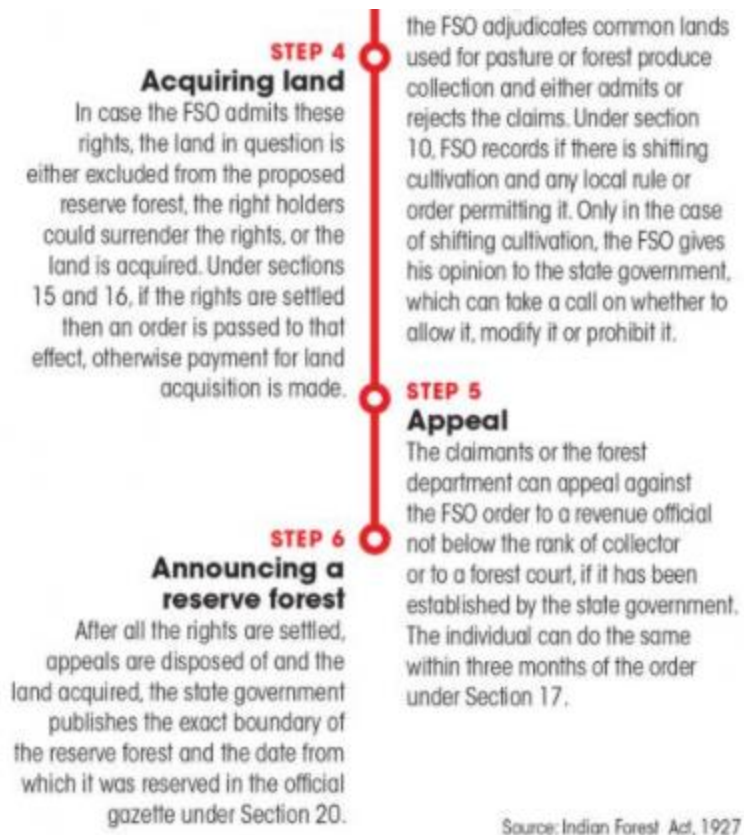 the FSO adjudicates common lands
used for pasture or forest produce
collection and either admits or
rejects the claims. Under section
10, FSO records if there is shifting
cultivation and any local rule or
order permitting it. Only in the case
of shifting cultivation, the FSO gives
his opinion to the state government,
which can take a call on whether to
allow it, modify it or prohibit it.
STEP 4
Acquiring land
In case the FSO admits these
rights, the land in question is
either excluded from the proposed
reserve forest, the right holders
could surrender the rights, or the
land is acquired. Under sections
15 and 16, if the rights are settled
then an order is passed to that
effect, otherwise payment for land
acquisition is made.
STEP 5
Appeal
The claimants or the forest
department can appeal against
the FSO order to a revenue official
not below the rank of collector
or to a forest court, if it has been
established by the state government.
The individual can do the same
within three months of the order
under Section 17.
STEP 6
Announcing a
reserve forest
After all the rights are settled,
appeals are disposed of and the
land acquired, the state government
publishes the exact boundary of
the reserve forest and the date from
which it was reserved in the official
gazette under Section 20.
Source: Indian Forest Act, 1927